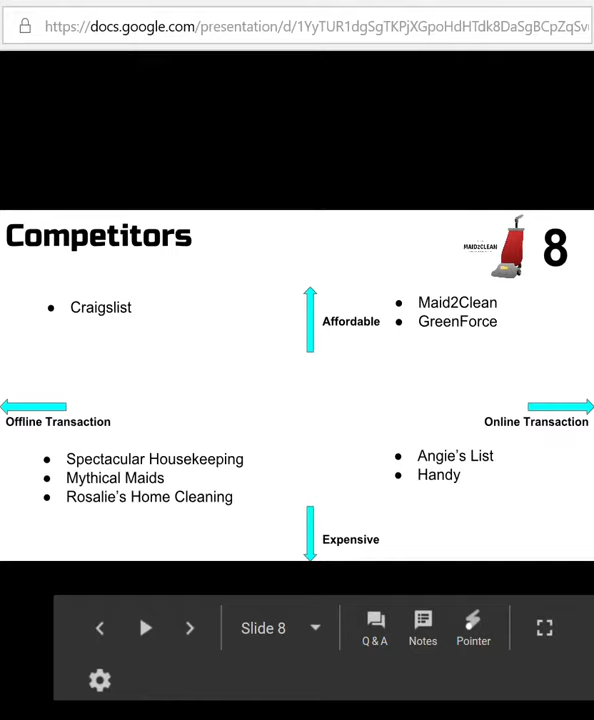 https://docs.google.com/presentation/d/1YyTUR1dgSgTKPjXGpoHdHTdk8DaSgBCpZqSv
Competitors
MAID2CLEAN
8
● Craigslist
Affordable
● Maid2Clean
● GreenForce
Offline Transaction
Online Transaction
● Spectacular Housekeeping
● Mythical Maids
● Rosalie's Home Cleaning
● Angie's List
● Handy
Expensive
Slide 8
Q & A
Notes
Pointer